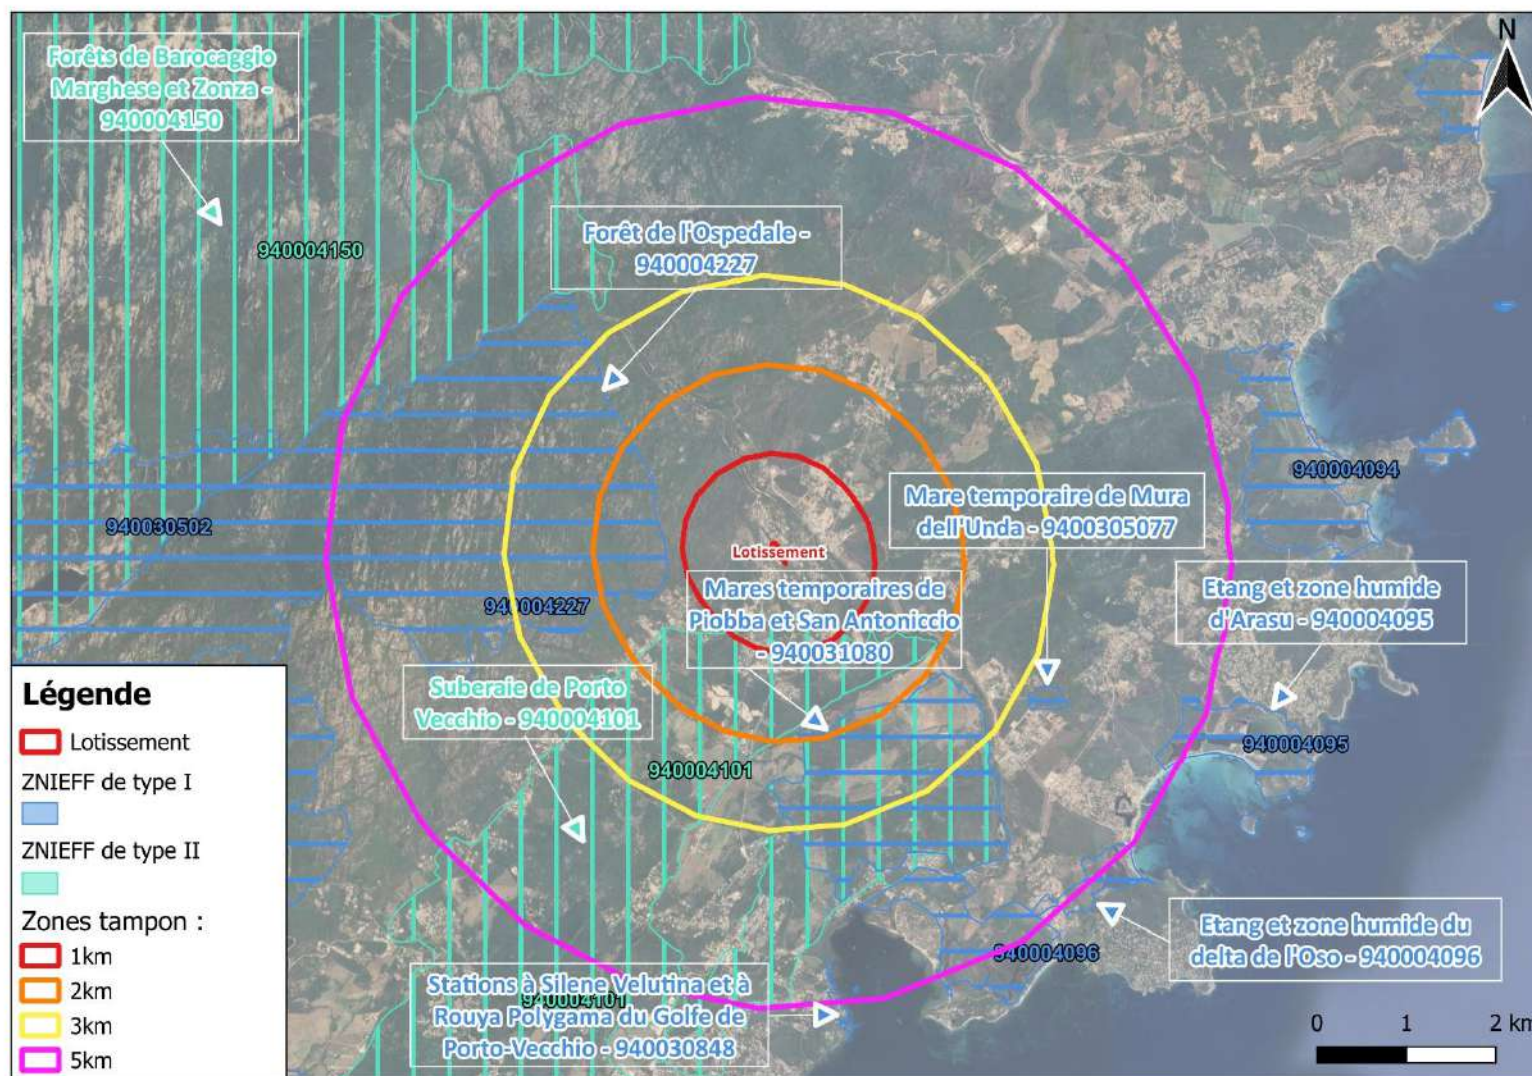 Forêts de Barocaggio
Marghese et Zonza -
940004150
N
940004150
Forêt de l'Ospedale -
940004227
940004094
Mare temporaire de Mura
dell'Unda - 9400305077
940030502
Lotissement
Mares temporaires de
Piobba et San Antoniccio
- 940031080
Etang et zone humide
d'Arasu - 940004095
940004227
Suberaie de Porto
Vecchio - 940004101
940004095
940004101
Légende
Lotissement
ZNIEFF de type I
ZNIEFF de type II
Zones tampon :
1km
2km
3km
5km
Etang et zone humide du
delta de l'Oso - 940004096
940004096
940004101
Stations à Silene Velutina et à
Rouya Polygama du Golfe de
Porto-Vecchio - 940030848
0 1 2 km